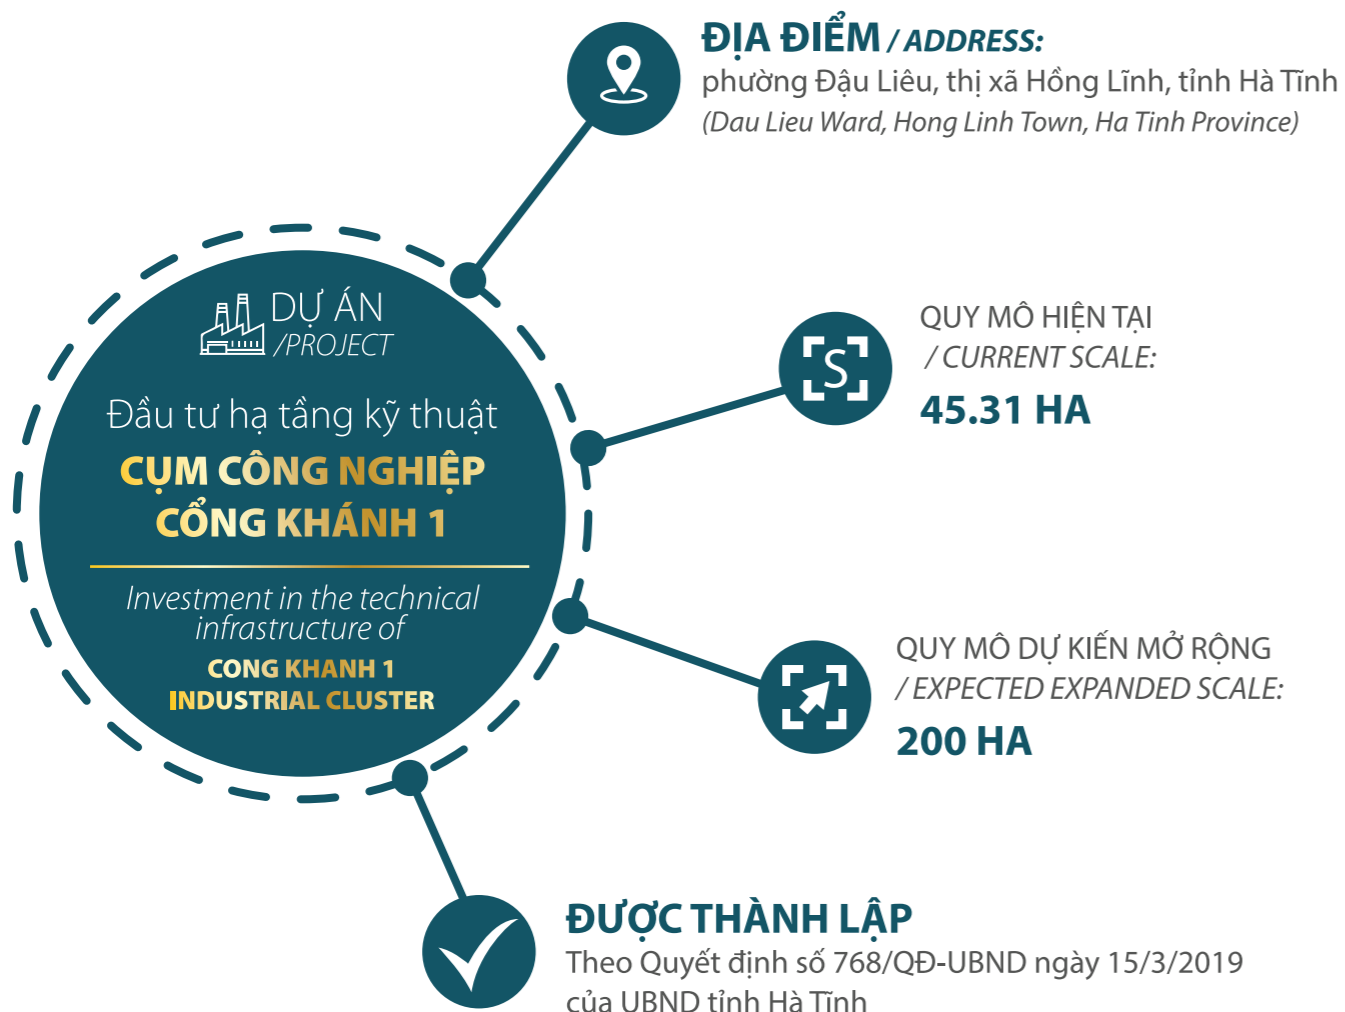 DỰ ÁN
/PROJECT
Đầu tư hạ tầng kỹ thuật
CỤM CÔNG NGHIỆP
CỔNG KHÁNH 1
Investment in the technical
infrastructure of
CONG KHANH 1
INDUSTRIAL CLUSTER
ĐỊA ĐIỂM / ADDRESS:
phường Đậu Liêu, thị xã Hồng Lĩnh, tỉnh Hà Tĩnh
(Dau Lieu Ward, Hong Linh Town, Ha Tinh Province)
S
QUY MÔ HIỆN TẠI
/ CURRENT SCALE:
45.31 HA
QUY MÔ DỰ KIẾN MỞ RỘNG
/ EXPECTED EXPANDED SCALE:
200 HA
ĐƯỢC THÀNH LẬP
Theo Quyết định số 768/QĐ-UBND ngày 15/3/2019
của UBND tỉnh Hà Tĩnh